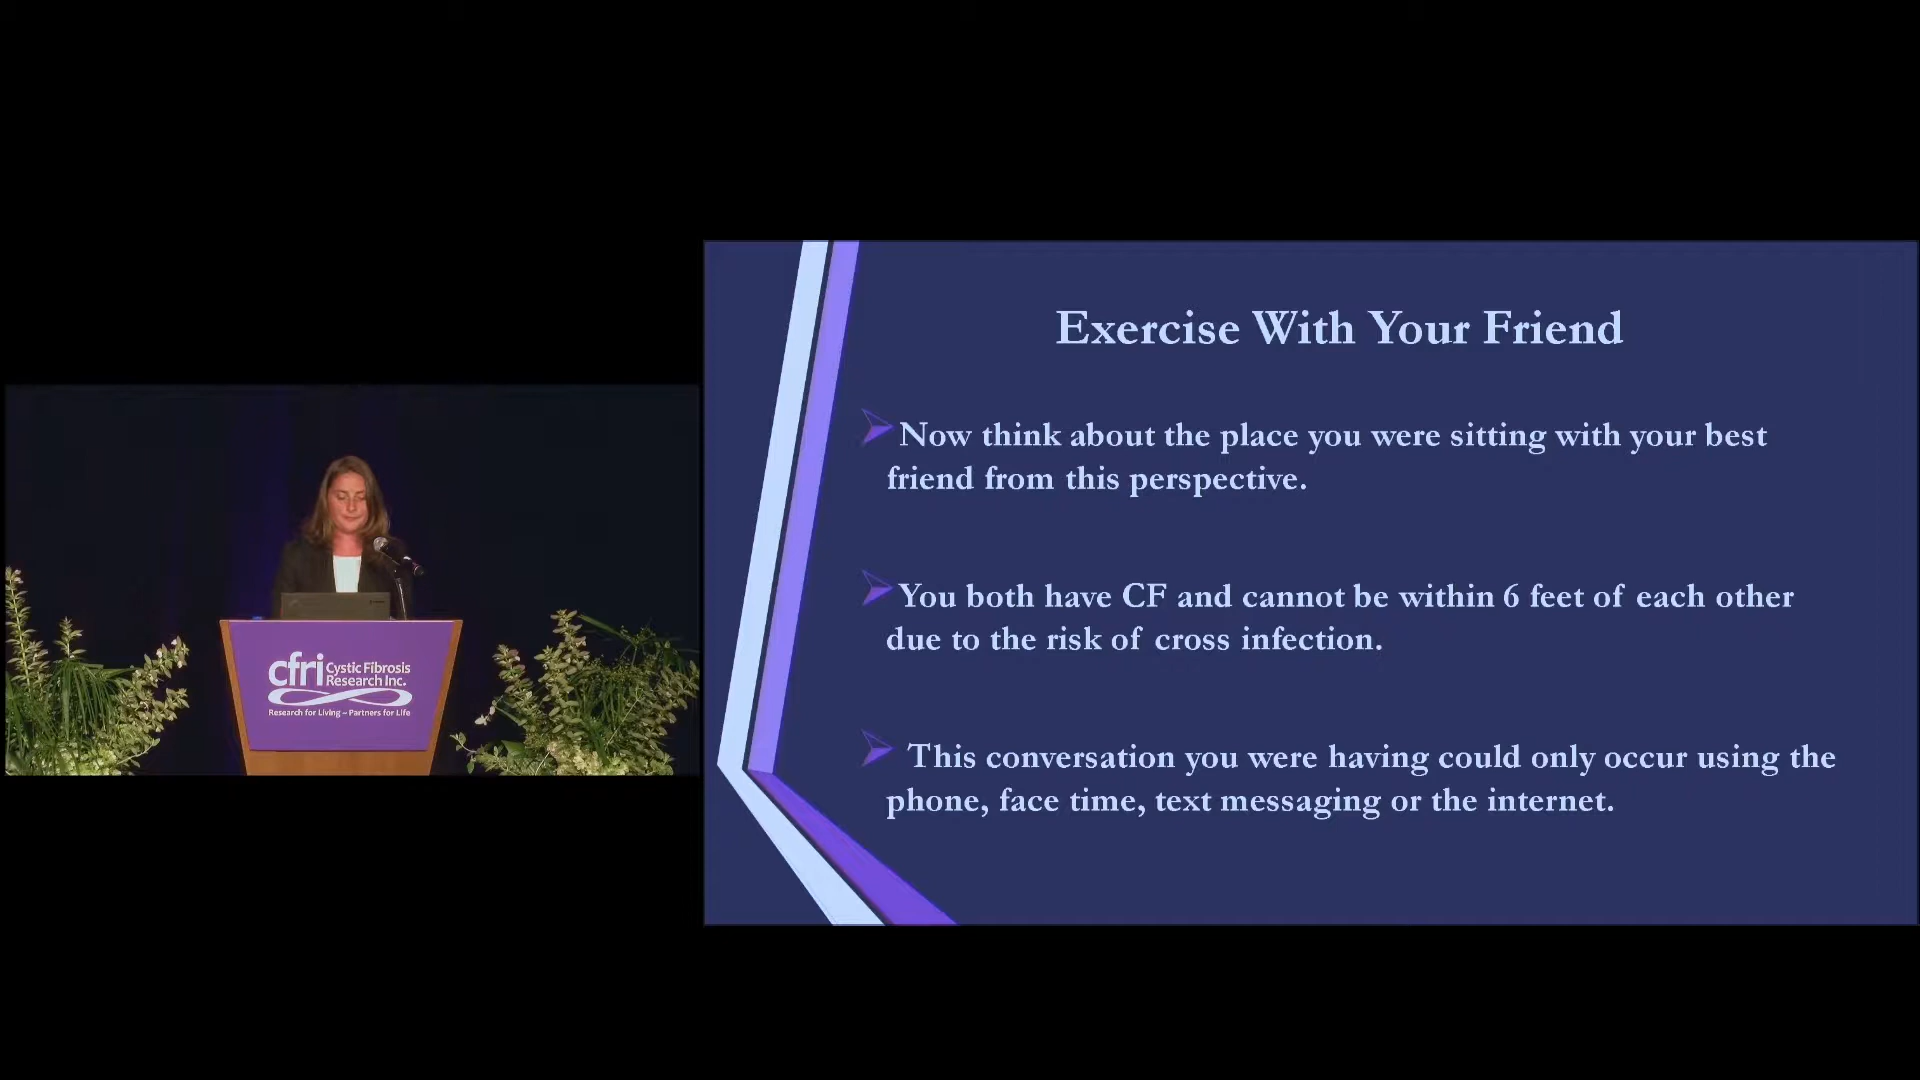 cfri Cystic Fibrosis
Research Inc.
Research for Living – Partners for Life
Exercise With Your Friend
Now think about the place you were sitting with your best
friend from this perspective.
You both have CF and cannot be within 6 feet of each other
due to the risk of cross infection.
This conversation you were having could only occur using the
phone, face time, text messaging or the internet.